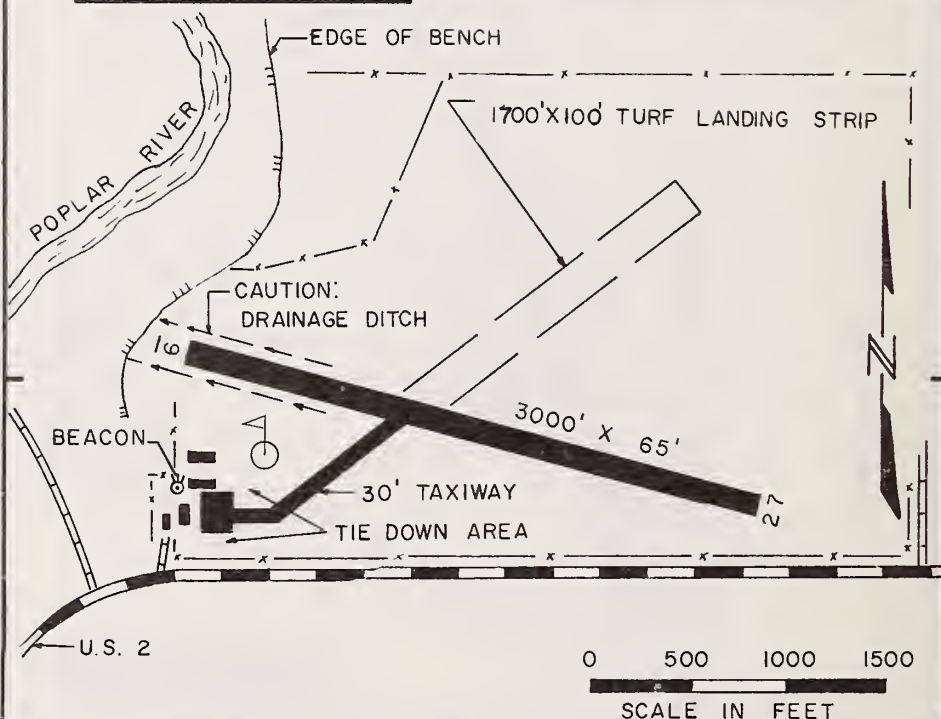 EDGE OF BENCH
1700'X100' TURF LANDING STRIP
POPLAR RIVER
CAUTION:
DRAINAGE DITCH
9
3000' X 65'
BEACON
30' TAXIWAY
27
TIE DOWN AREA
N
U.S. 2
0 500 1000 1500
SCALE IN FEET